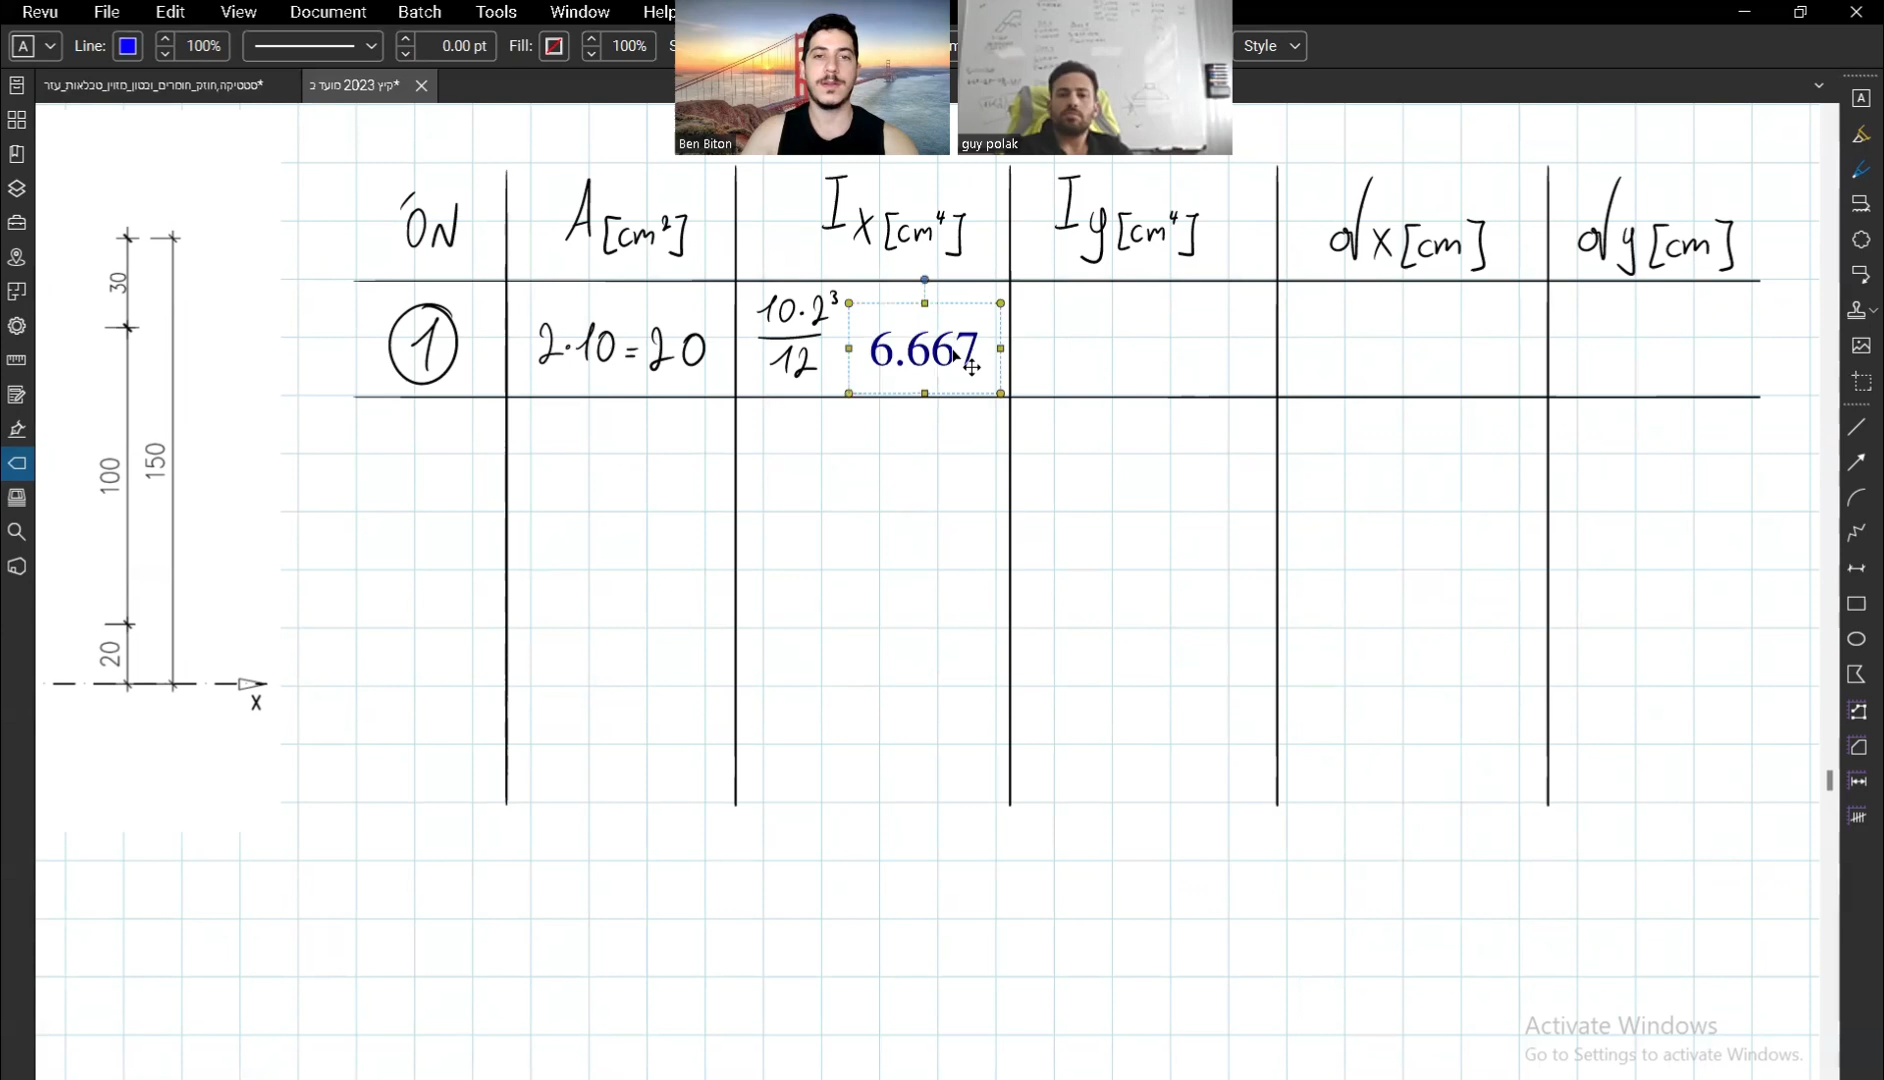 Revu File Edit View Document Batch Tools Window Help
Line: 100% 0.00 pt Fill: 100% Style
סטטיקה,חוזק_חומרים_ובטון_מזוין_טבלאות_עזר*
קיץ 2023 מועד ב*
Ben Biton
guy polak
A[cm²] Ix[cm⁴] Iy[cm⁴] dx[cm] dy[cm]
1 2·10=20 10·2³/12 6.667
30
100
150
20
x
Activate Windows
Go to Settings to activate Windows.